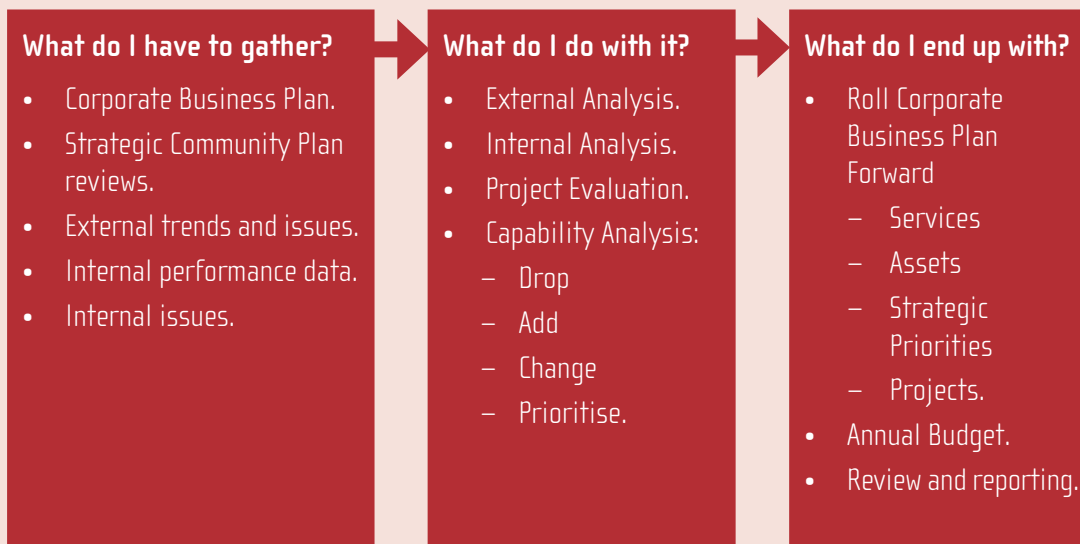 What do I have to gather?
• Corporate Business Plan.
• Strategic Community Plan
reviews.
• External trends and issues.
• Internal performance data.
• Internal issues.
What do I do with it?
• External Analysis.
• Internal Analysis.
• Project Evaluation.
• Capability Analysis:
– Drop
– Add
– Change
– Prioritise.
What do I end up with?
• Roll Corporate
Business Plan
Forward
– Services
– Assets
– Strategic
Priorities
– Projects.
• Annual Budget.
• Review and reporting.